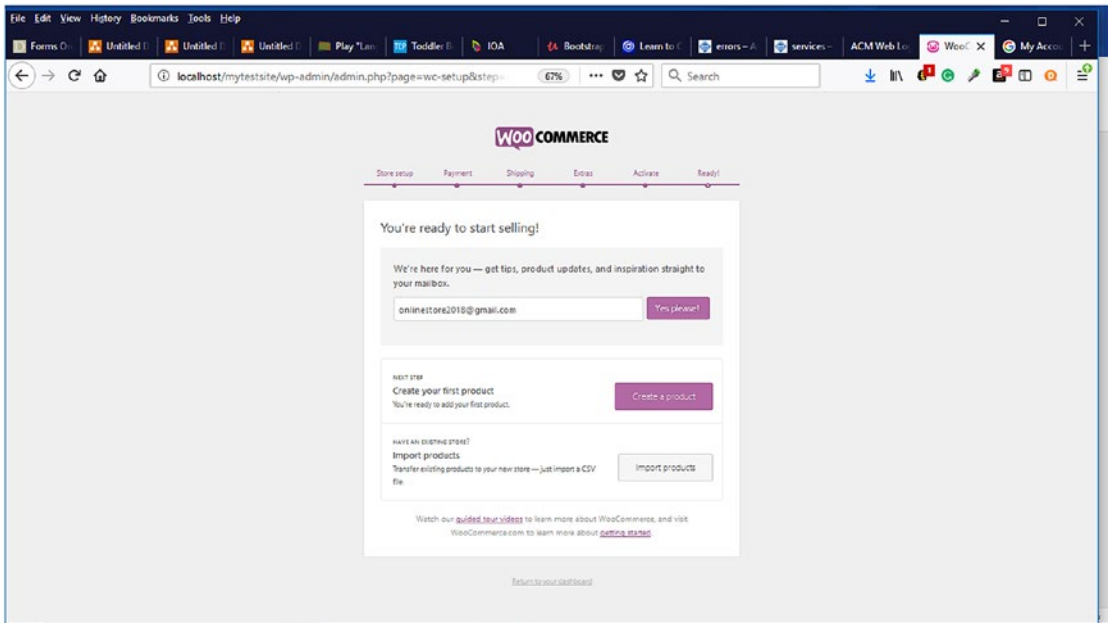 File Edit View History Bookmarks Tools Help
Forms O Untitled D Untitled D Untitled D Play "Lan Toddler B IOA Bootstrap Learn to C errors – A services – ACM Web Lo WooC X My Accou
localhost/mytestsite/wp-admin/admin.php?page=wc-setup&step= 67% Search
WOO COMMERCE
Store setup Payment Shipping Extras Activate Ready!
You're ready to start selling!
We're here for you — get tips, product updates, and inspiration straight to
your mailbox.
onlinestore2018@gmail.com Yes please!
NEXT STEP
Create your first product
You're ready to add your first product.
Create a product
HAVE AN EXISTING STORE?
Import products
Transfer existing products to your new store — just import a CSV
file.
Import products
Watch our guided tour videos to learn more about WooCommerce, and visit
WooCommerce.com to learn more about getting started.
Return to your dashboard